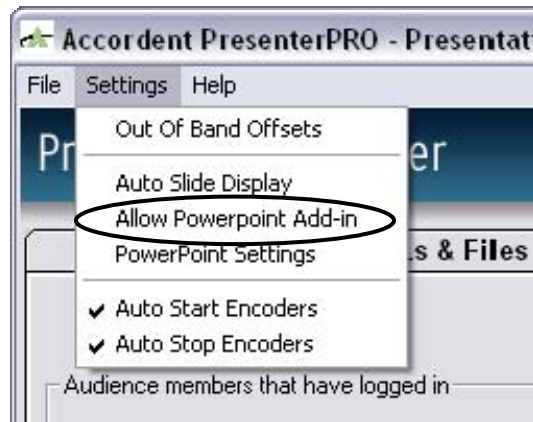 Accordent PresenterPRO - Presentat
File Settings Help
Out Of Band Offsets
Pr er
Auto Slide Display
Allow Powerpoint Add-in
PowerPoint Settings
s & Files
Auto Start Encoders
Auto Stop Encoders
Audience members that have logged in